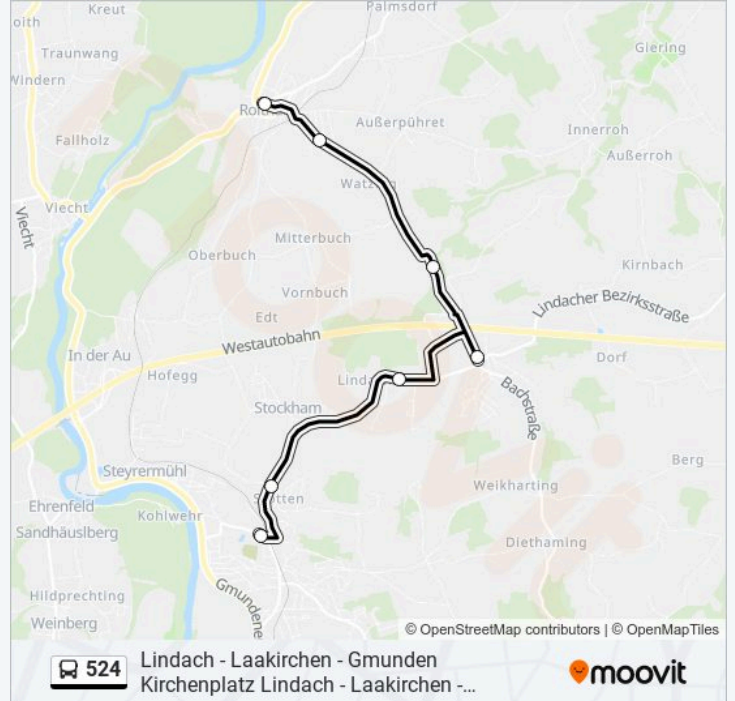 Palmsdorf
Kreut
oith
Giering
Traunwang
Windern
Außerpühret
Innerroh
Fallholz
Außerroh
Watzing
Viecht
Viecht
Mitterbuch
Oberbuch
Kirnbach
Vornbuch
Lindacher Bezirksstraße
Edt
Westautobahn
In der Au
Dorf
Hofegg
Stockham
Bachstraße
Berg
Steyrermühl
Weikharting
Ehrenfeld
Kohlwehr
Sandhäuslberg
Diethaming
Hildprechting
Gmundene
Weinberg
© OpenStreetMap contributors | © OpenMapTiles
524
Lindach - Laakirchen - Gmunden
Kirchenplatz Lindach - Laakirchen -...
moovit